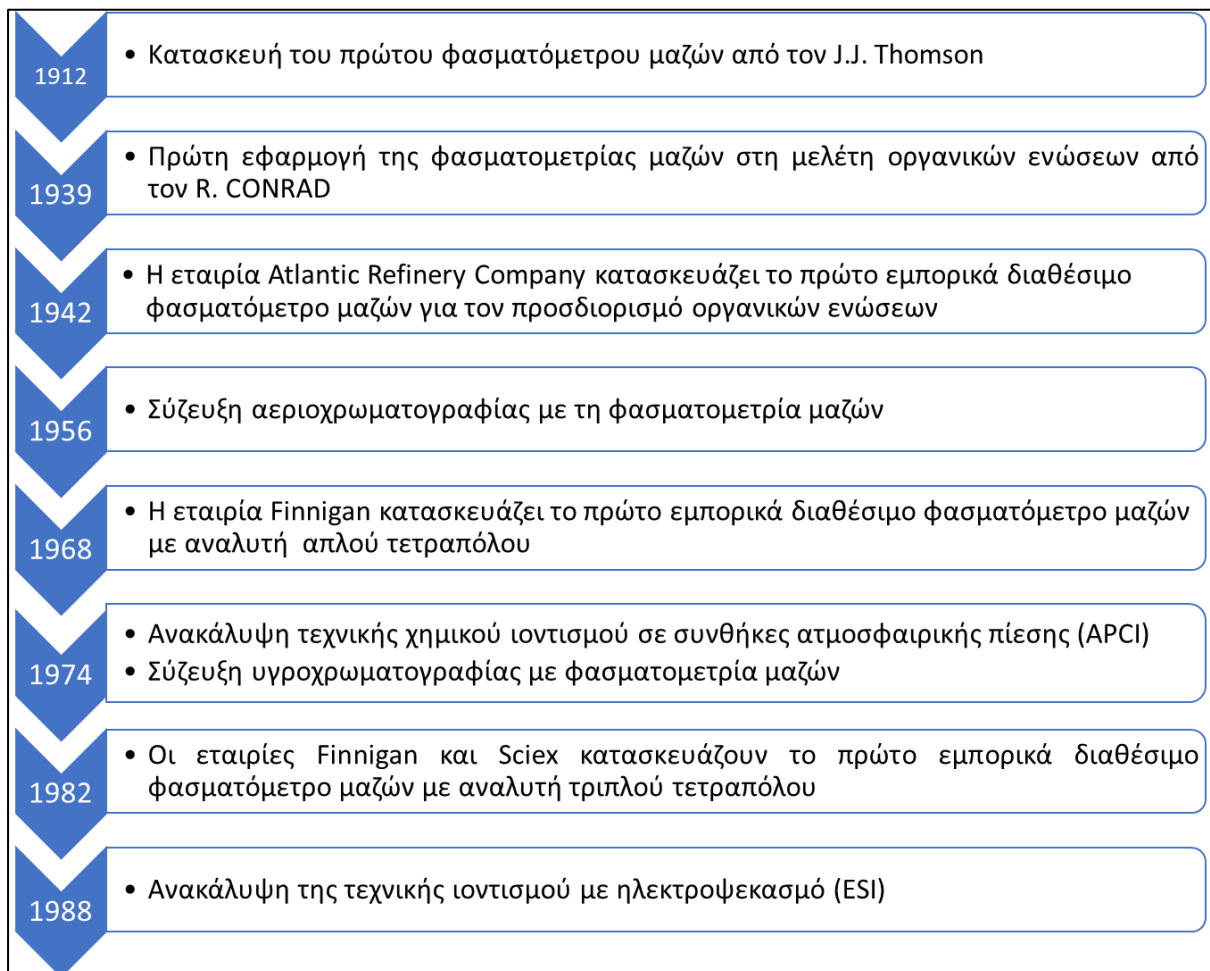 1912
• Κατασκευή του πρώτου φασματόμετρου μαζών από τον J.J. Thomson
1939
• Πρώτη εφαρμογή της φασματομετρίας μαζών στη μελέτη οργανικών ενώσεων από
τον R. CONRAD
1942
• Η εταιρία Atlantic Refinery Company κατασκευάζει το πρώτο εμπορικά διαθέσιμο
φασματόμετρο μαζών για τον προσδιορισμό οργανικών ενώσεων
1956
• Σύζευξη αεριοχρωματογραφίας με τη φασματομετρία μαζών
1968
• Η εταιρία Finnigan κατασκευάζει το πρώτο εμπορικά διαθέσιμο φασματόμετρο μαζών
με αναλυτή απλού τετραπόλου
1974
• Ανακάλυψη τεχνικής χημικού ιοντισμού σε συνθήκες ατμοσφαιρικής πίεσης (APCI)
• Σύζευξη υγροχρωματογραφίας με φασματομετρία μαζών
1982
• Οι εταιρίες Finnigan και Sciex κατασκευάζουν το πρώτο εμπορικά διαθέσιμο
φασματόμετρο μαζών με αναλυτή τριπλού τετραπόλου
1988
• Ανακάλυψη της τεχνικής ιοντισμού με ηλεκτροψεκασμό (ESI)